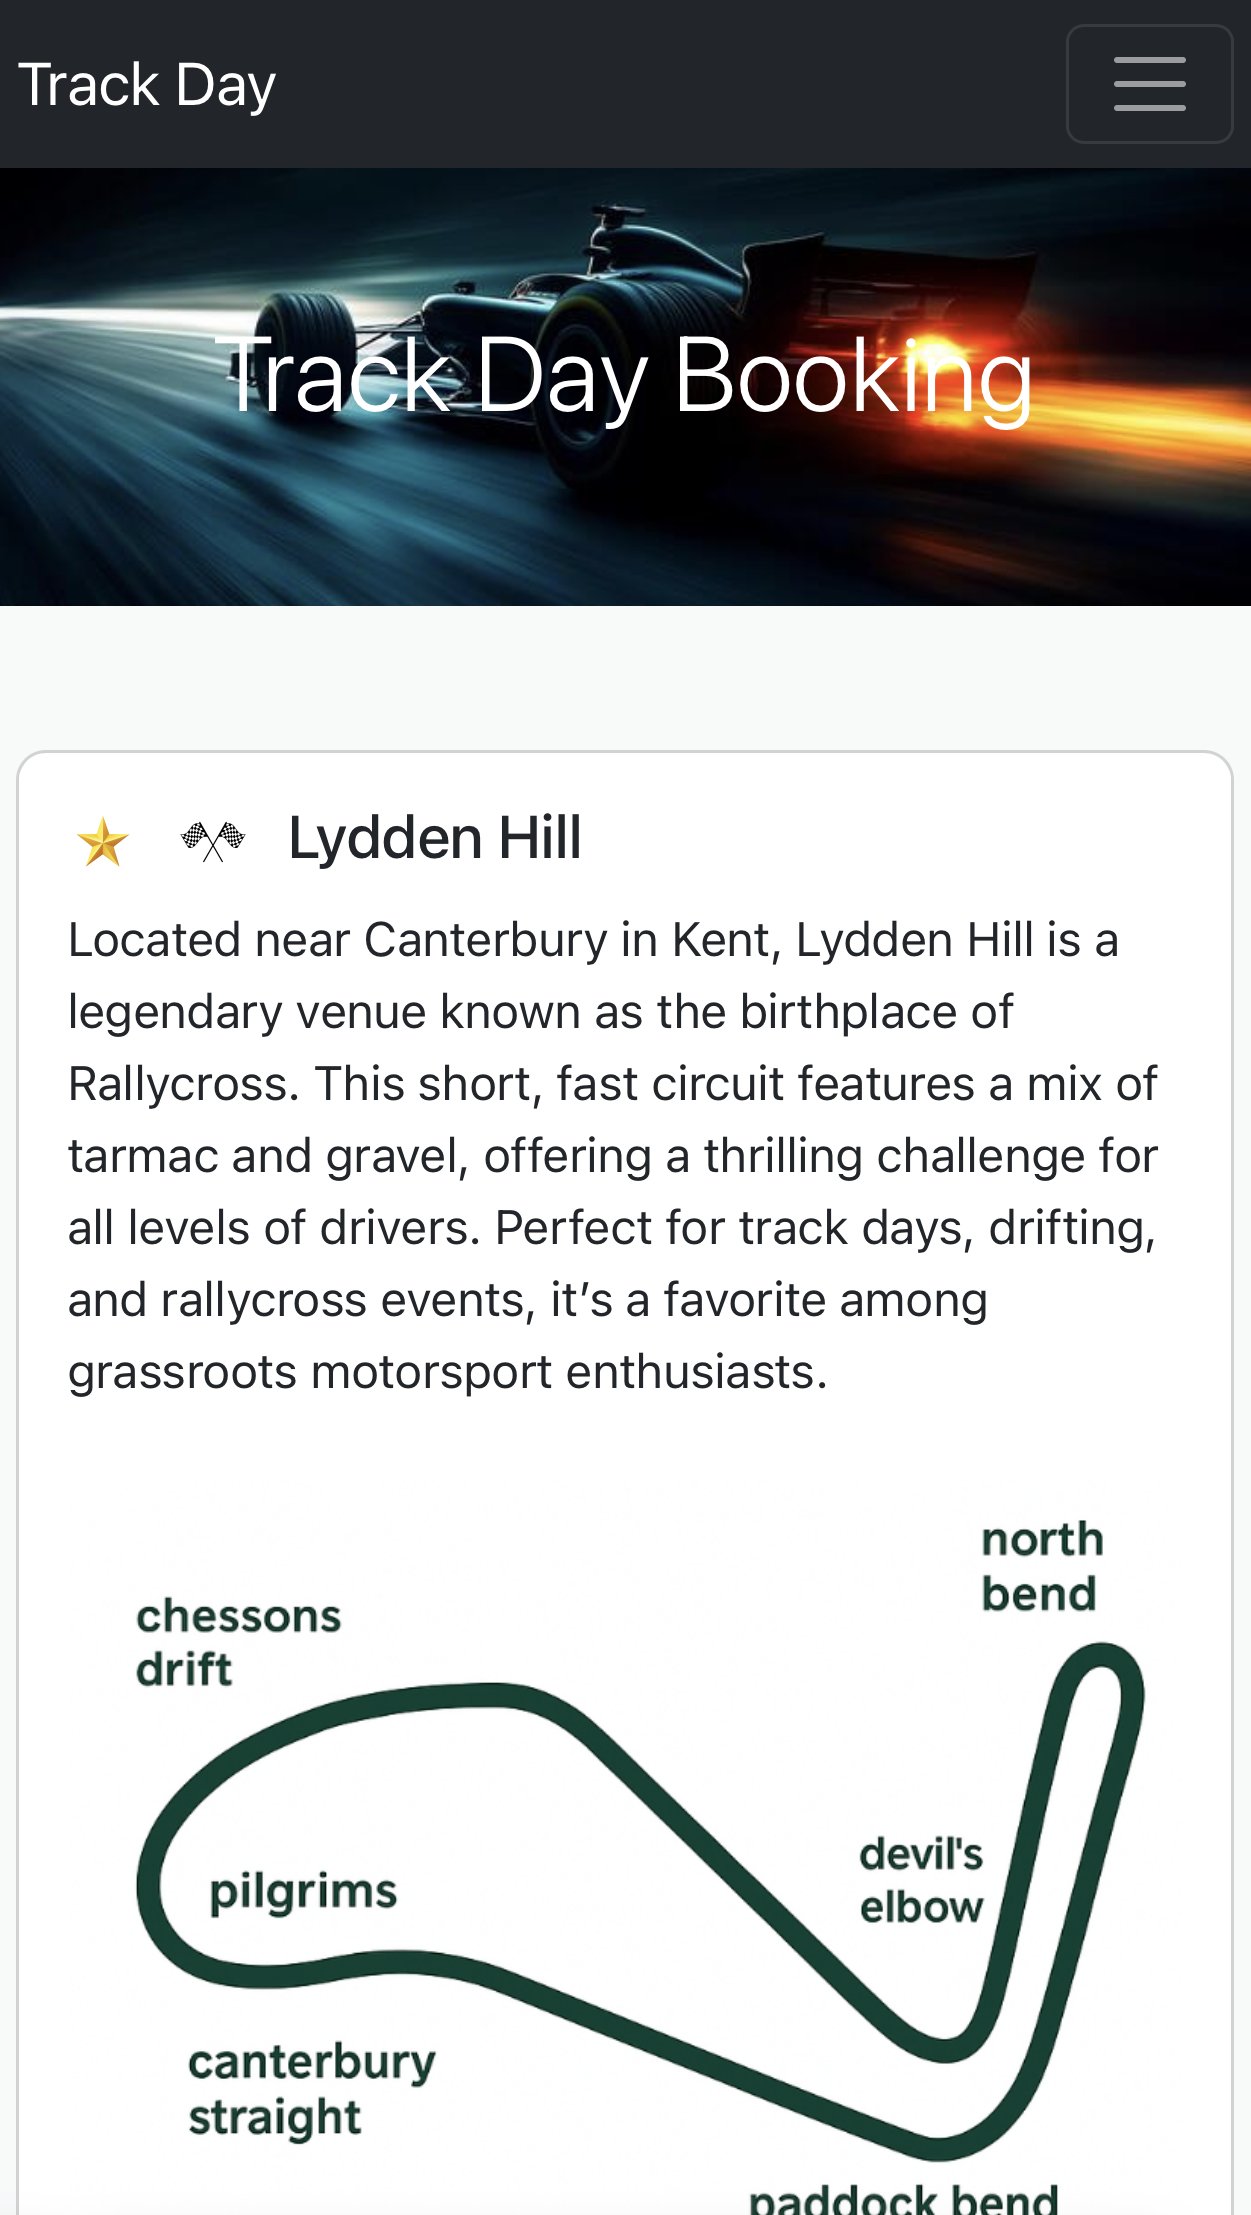 Track Day
Track Day Booking
Lydden Hill
Located near Canterbury in Kent, Lydden Hill is a
legendary venue known as the birthplace of
Rallycross. This short, fast circuit features a mix of
tarmac and gravel, offering a thrilling challenge for
all levels of drivers. Perfect for track days, drifting,
and rallycross events, it’s a favorite among
grassroots motorsport enthusiasts.
north
bend
chessons
drift
devil's
elbow
pilgrims
canterbury
straight
paddock bend